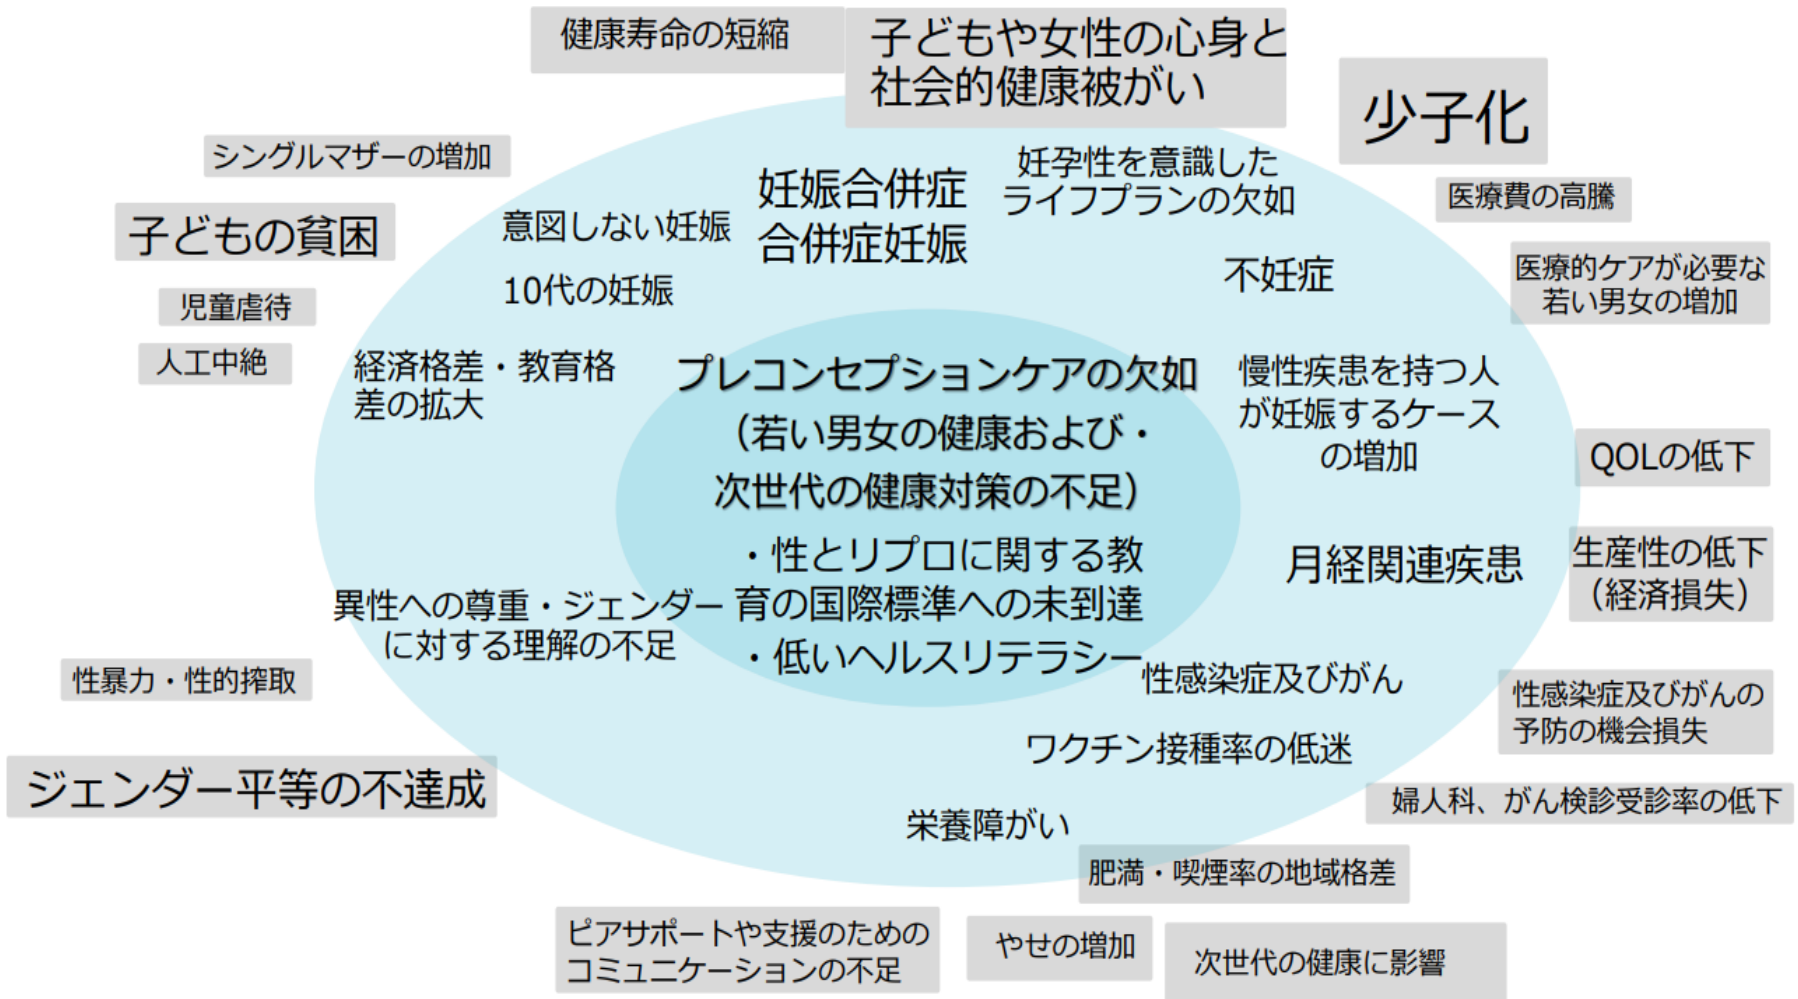 健康寿命の短縮
子どもや女性の心身と
社会的健康被がい
少子化
シングルマザーの増加
妊孕性を意識した
ライフプランの欠如
妊娠合併症
合併症妊娠
医療費の高騰
子どもの貧困
意図しない妊娠
不妊症
医療的ケアが必要な
若い男女の増加
10代の妊娠
児童虐待
人工中絶
経済格差・教育格
差の拡大
プレコンセプションケアの欠如
（若い男女の健康および・
次世代の健康対策の不足）
・性とリプロに関する教
育の国際標準への未到達
・低いヘルスリテラシー
慢性疾患を持つ人
が妊娠するケース
の増加
QOLの低下
月経関連疾患
生産性の低下
（経済損失）
異性への尊重・ジェンダー
に対する理解の不足
性暴力・性的搾取
性感染症及びがん
性感染症及びがんの
予防の機会損失
ワクチン接種率の低迷
ジェンダー平等の不達成
婦人科、がん検診受診率の低下
栄養障がい
肥満・喫煙率の地域格差
ピアサポートや支援のための
コミュニケーションの不足
やせの増加
次世代の健康に影響